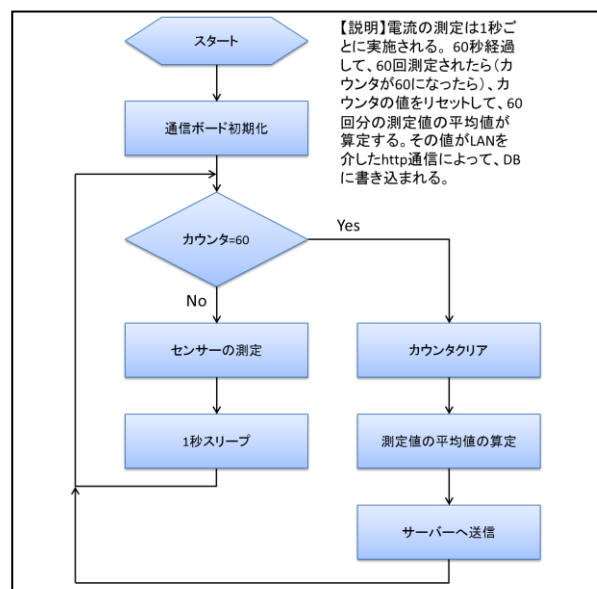 スタート
【説明】電流の測定は1秒ご
とに実施される。60秒経過
して、60回測定されたら(カ
ウンタが60になったら)、カ
ウンタの値をリセットして、60
回分の測定値の平均値が
算定する。その値がLANを
介したhttp通信によって、DB
に書き込まれる。
通信ボード初期化
カウンタ=60
Yes
No
センサーの測定
カウンタクリア
1秒スリープ
測定値の平均値の算定
サーバーへ送信